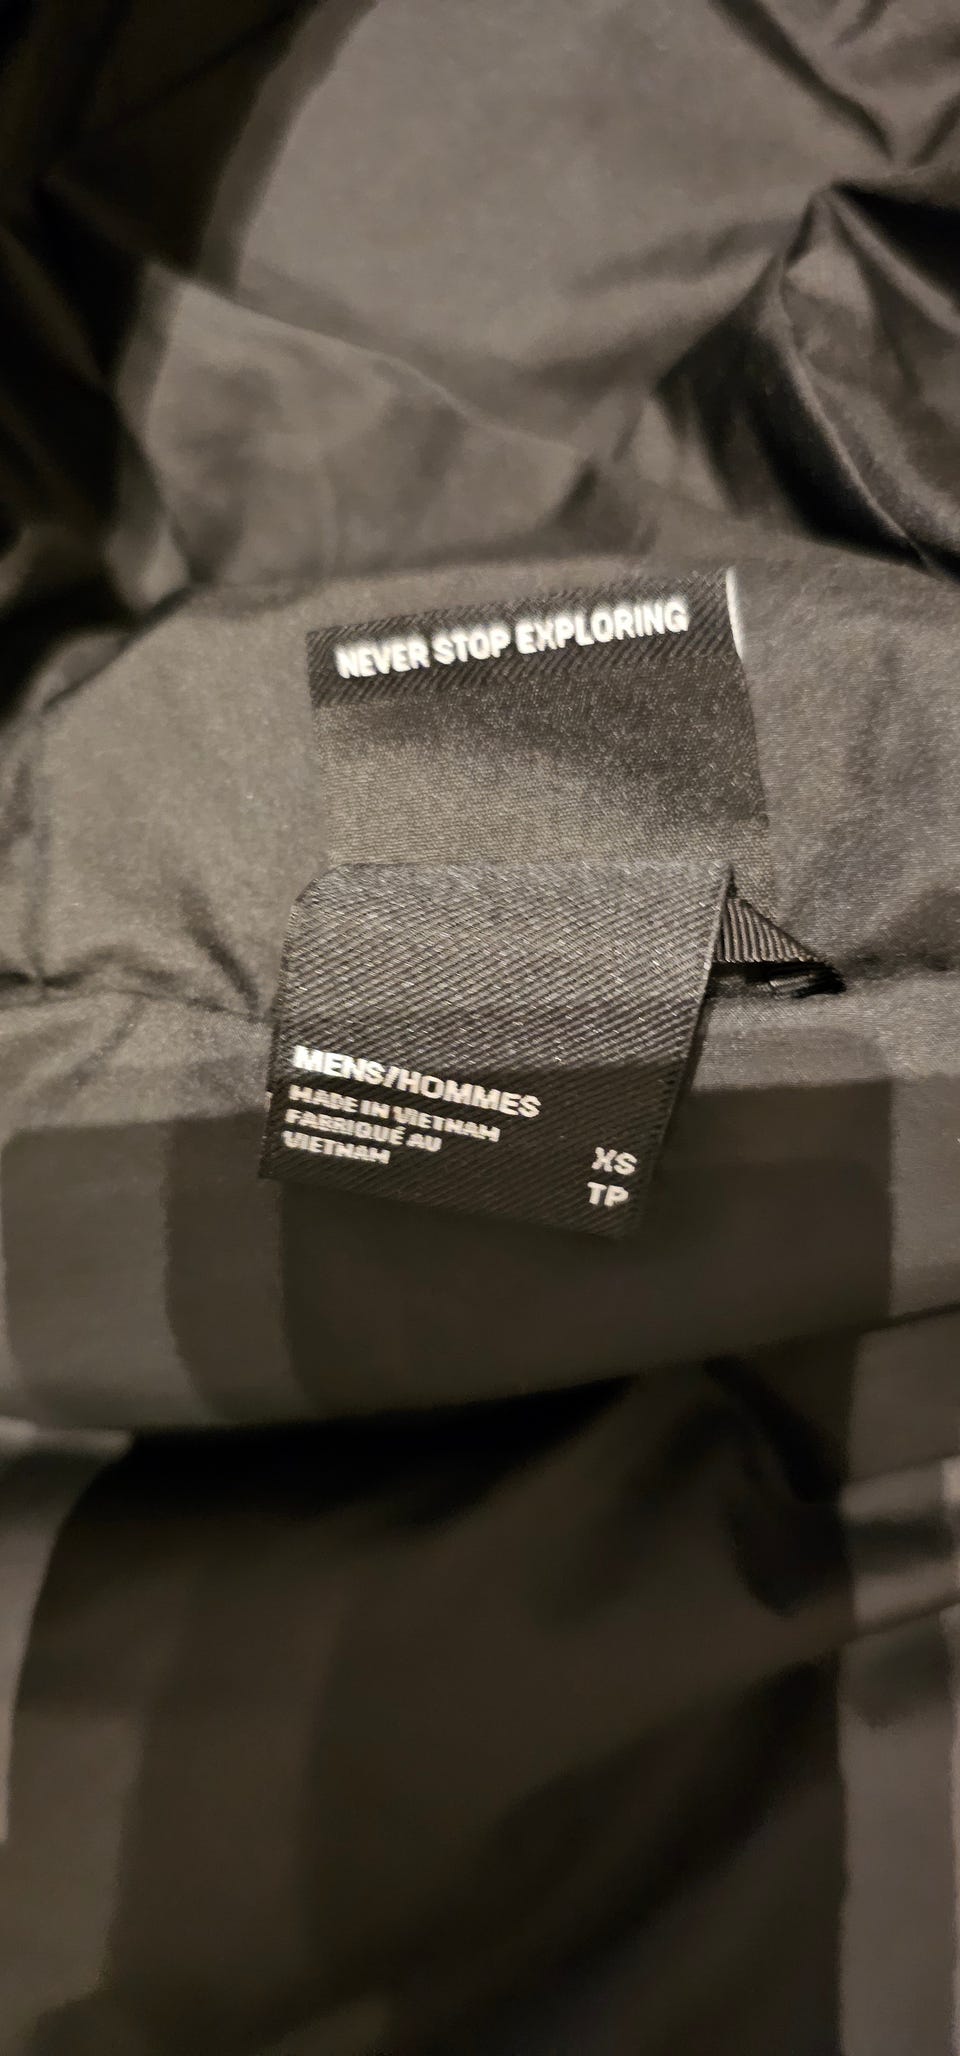 NEVER STOP EXPLORING
MENS/HOMMES
MADE IN VIETNAM
FABRIQUÉ AU
VIETNAM
XS
TP